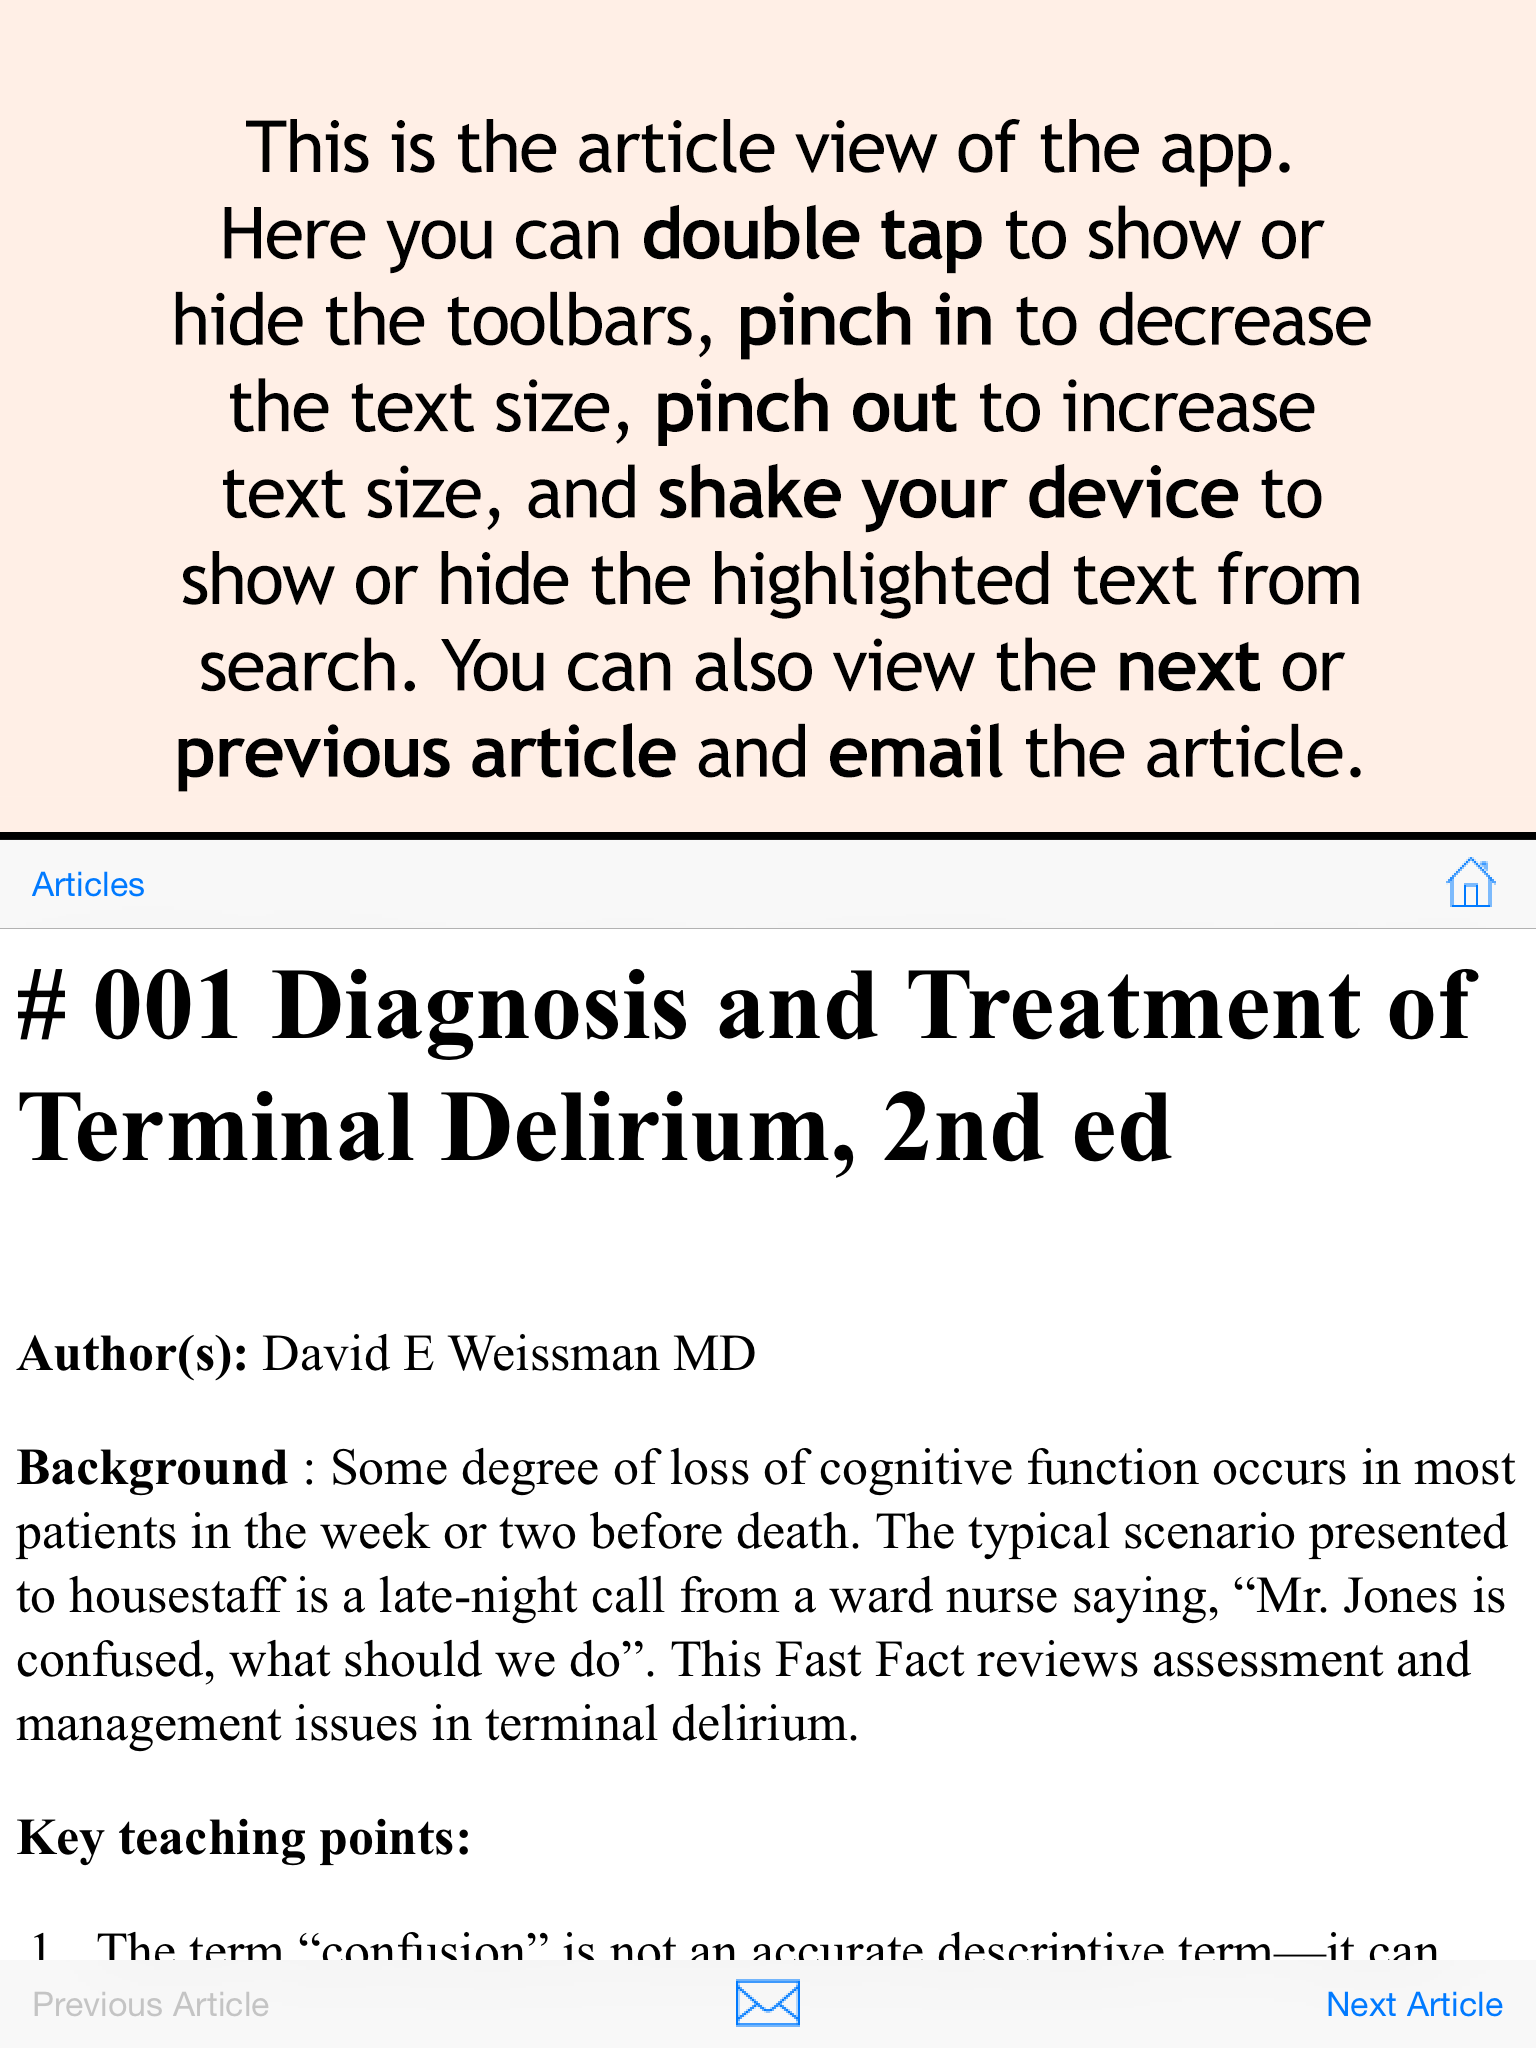 This is the article view of the app.
Here you can double tap to show or
hide the toolbars, pinch in to decrease
the text size, pinch out to increase
text size, and shake your device to
show or hide the highlighted text from
search. You can also view the next or
previous article and email the article.
Articles
# 001 Diagnosis and Treatment of
Terminal Delirium, 2nd ed
Author(s): David E Weissman MD
Background : Some degree of loss of cognitive function occurs in most
patients in the week or two before death. The typical scenario presented
to housestaff is a late-night call from a ward nurse saying, “Mr. Jones is
confused, what should we do”. This Fast Fact reviews assessment and
management issues in terminal delirium.
Key teaching points:
1. The term “confusion” is not an accurate descriptive term—it can
Previous Article
Next Article